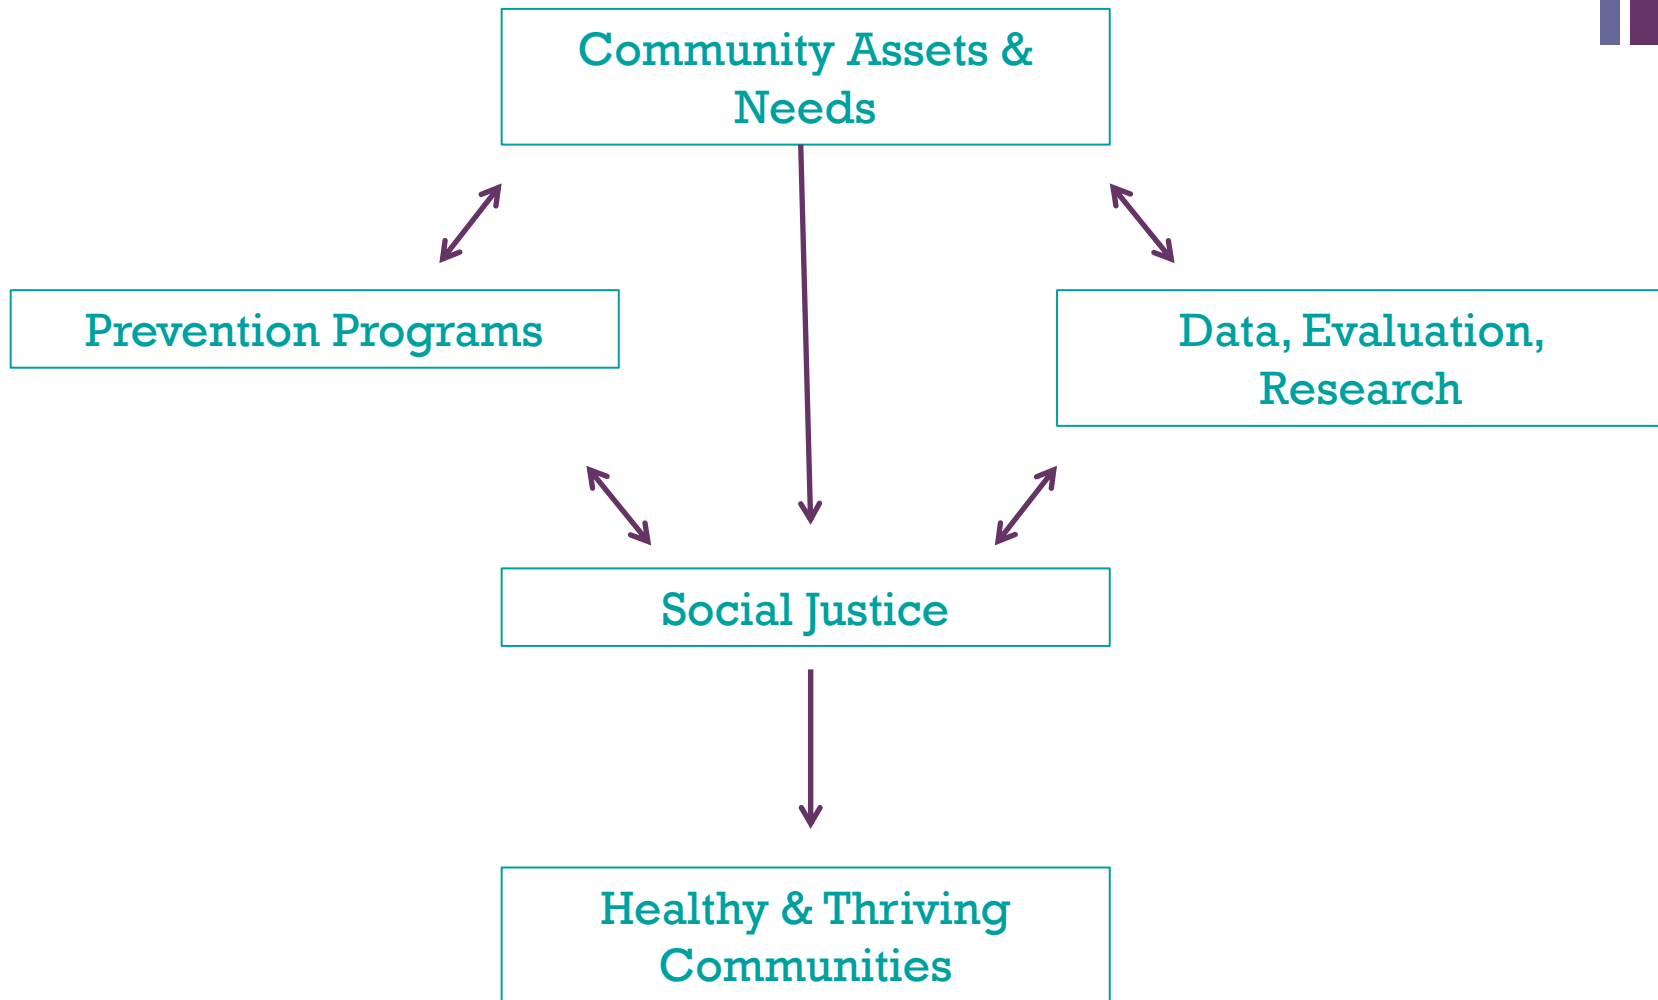 Community Assets &
Needs
Prevention Programs
Data, Evaluation,
Research
Social Justice
Healthy & Thriving
Communities